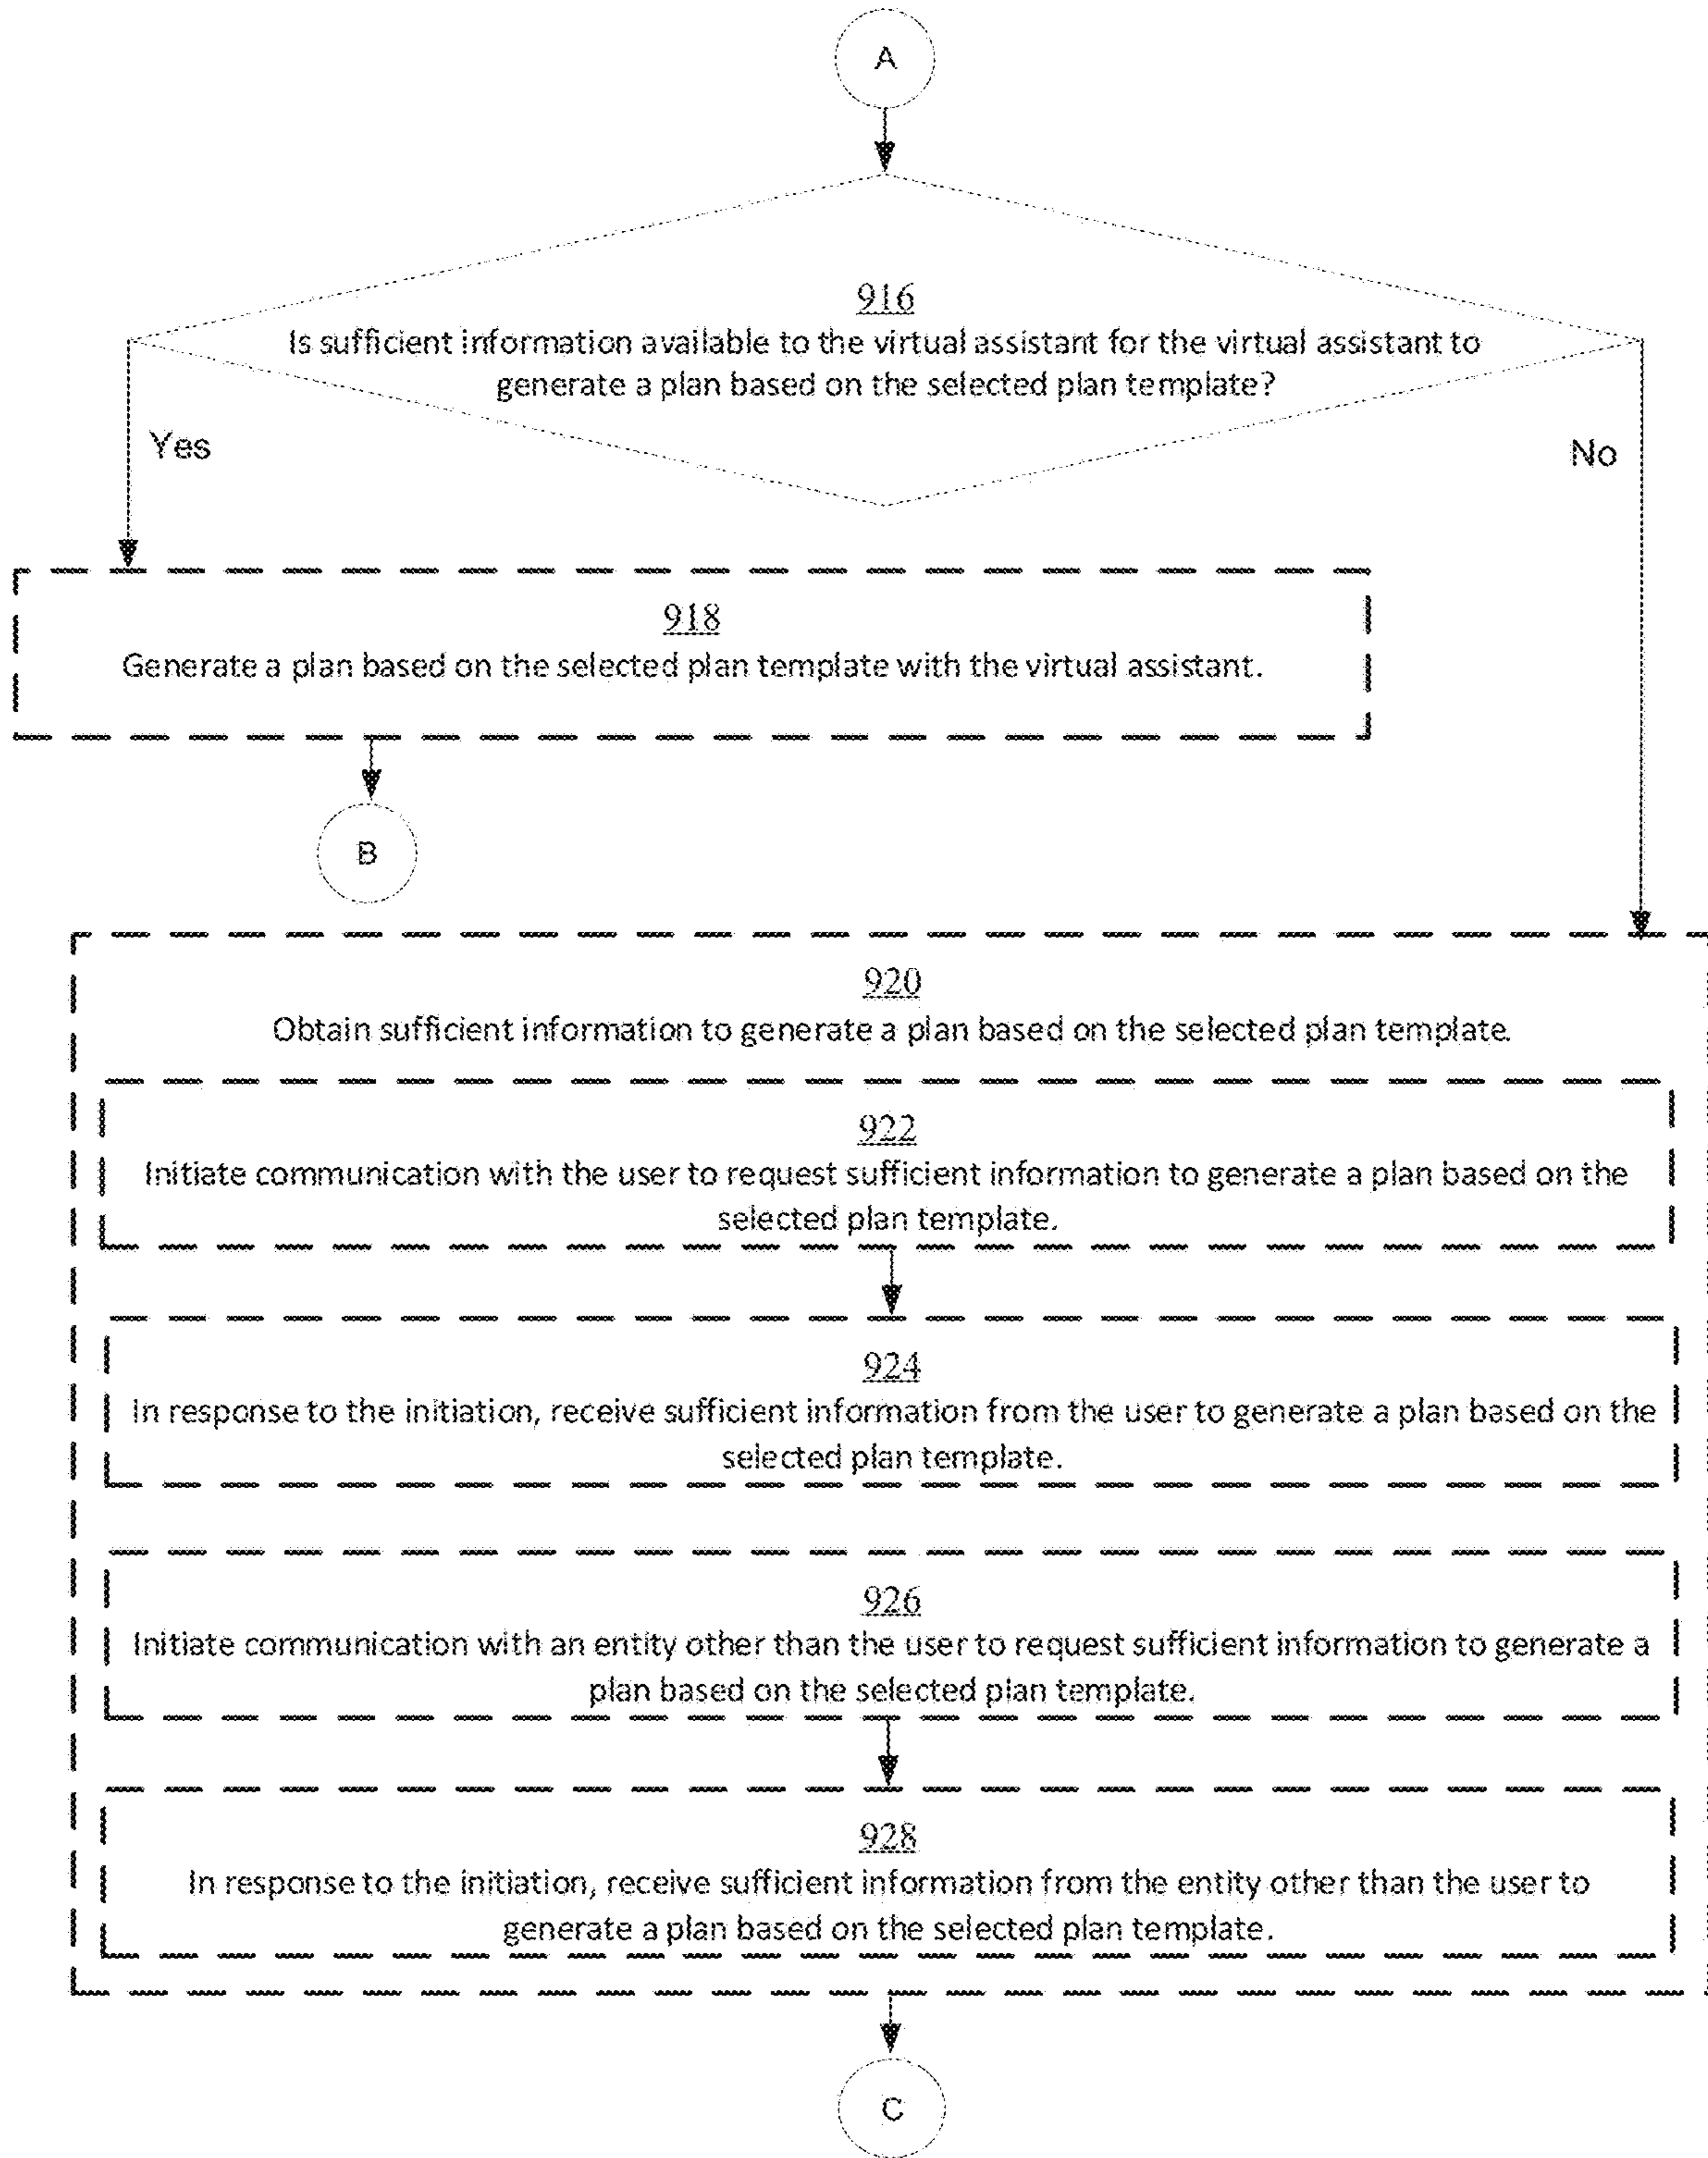 A
916
Is sufficient information available to the virtual assistant for the virtual assistant to
generate a plan based on the selected plan template?
Yes
No
918
Generate a plan based on the selected plan template with the virtual assistant.
B
920
Obtain sufficient information to generate a plan based on the selected plan template.
922
Initiate communication with the user to request sufficient information to generate a plan based on the
selected plan template.
924
In response to the initiation, receive sufficient information from the user to generate a plan based on the
selected plan template.
926
Initiate communication with an entity other than the user to request sufficient information to generate a
plan based on the selected plan template.
928
In response to the initiation, receive sufficient information from the entity other than the user to
generate a plan based on the selected plan template.
C